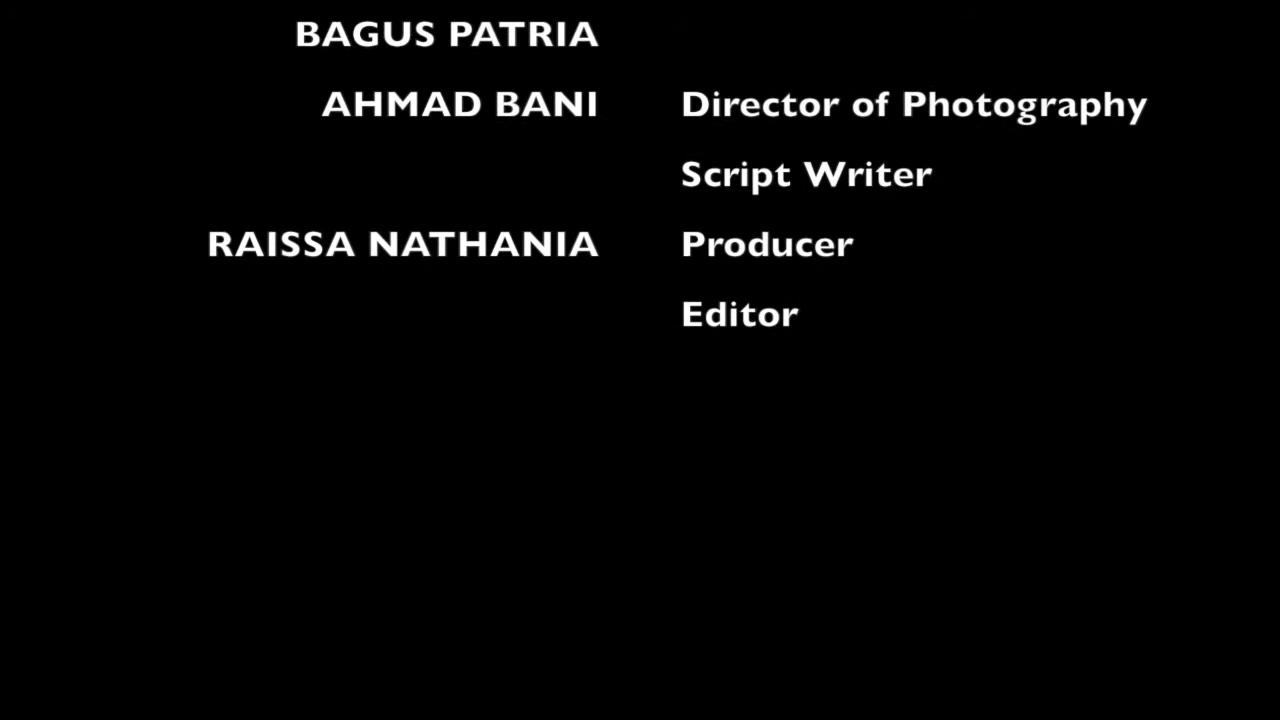 BAGUS PATRIA
AHMAD BANI Director of Photography
Script Writer
RAISSA NATHANIA Producer
Editor